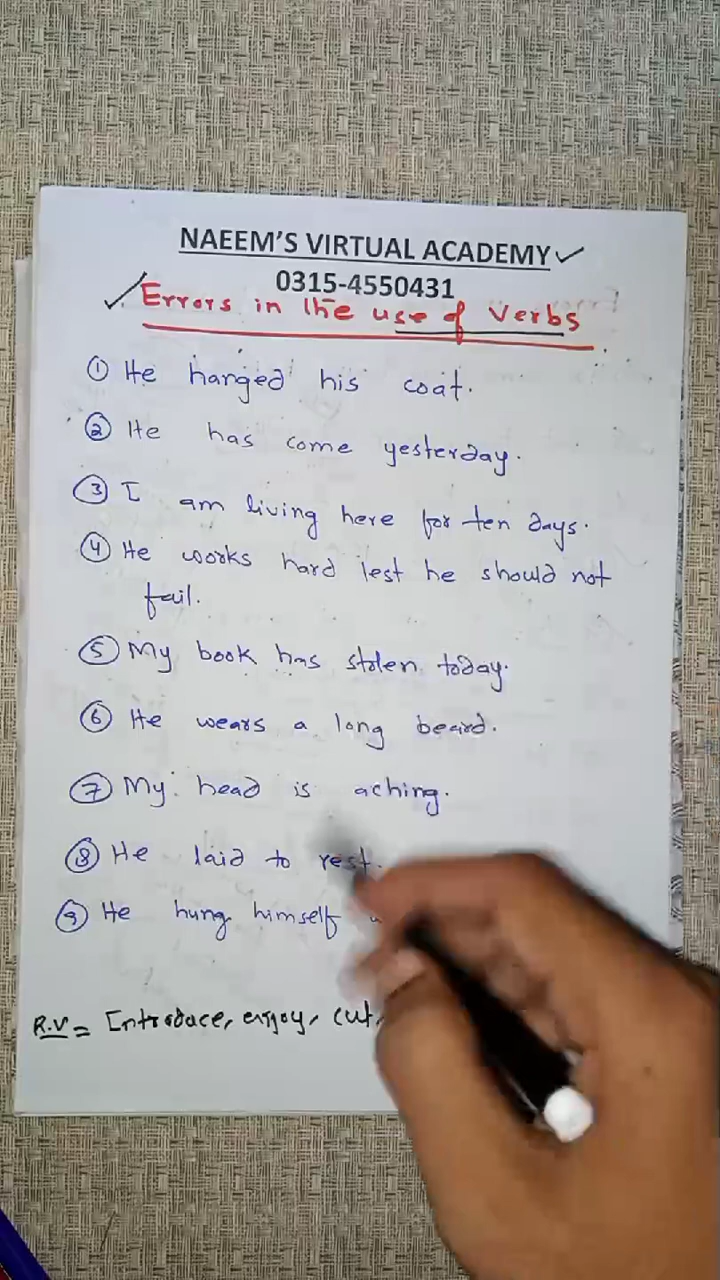 NAEEM'S VIRTUAL ACADEMY
0315-4550431
Errors in the use of Verbs
① He hanged his coat.
② He has come yesterday.
③ I am living here for ten days.
④ He works hard lest he should not
fail.
⑤ My book has stolen today.
⑥ He wears a long beard.
⑦ My head is aching.
⑧ He laid to rest.
⑨ He hung himself
R.V = Introduce, enjoy, cut,